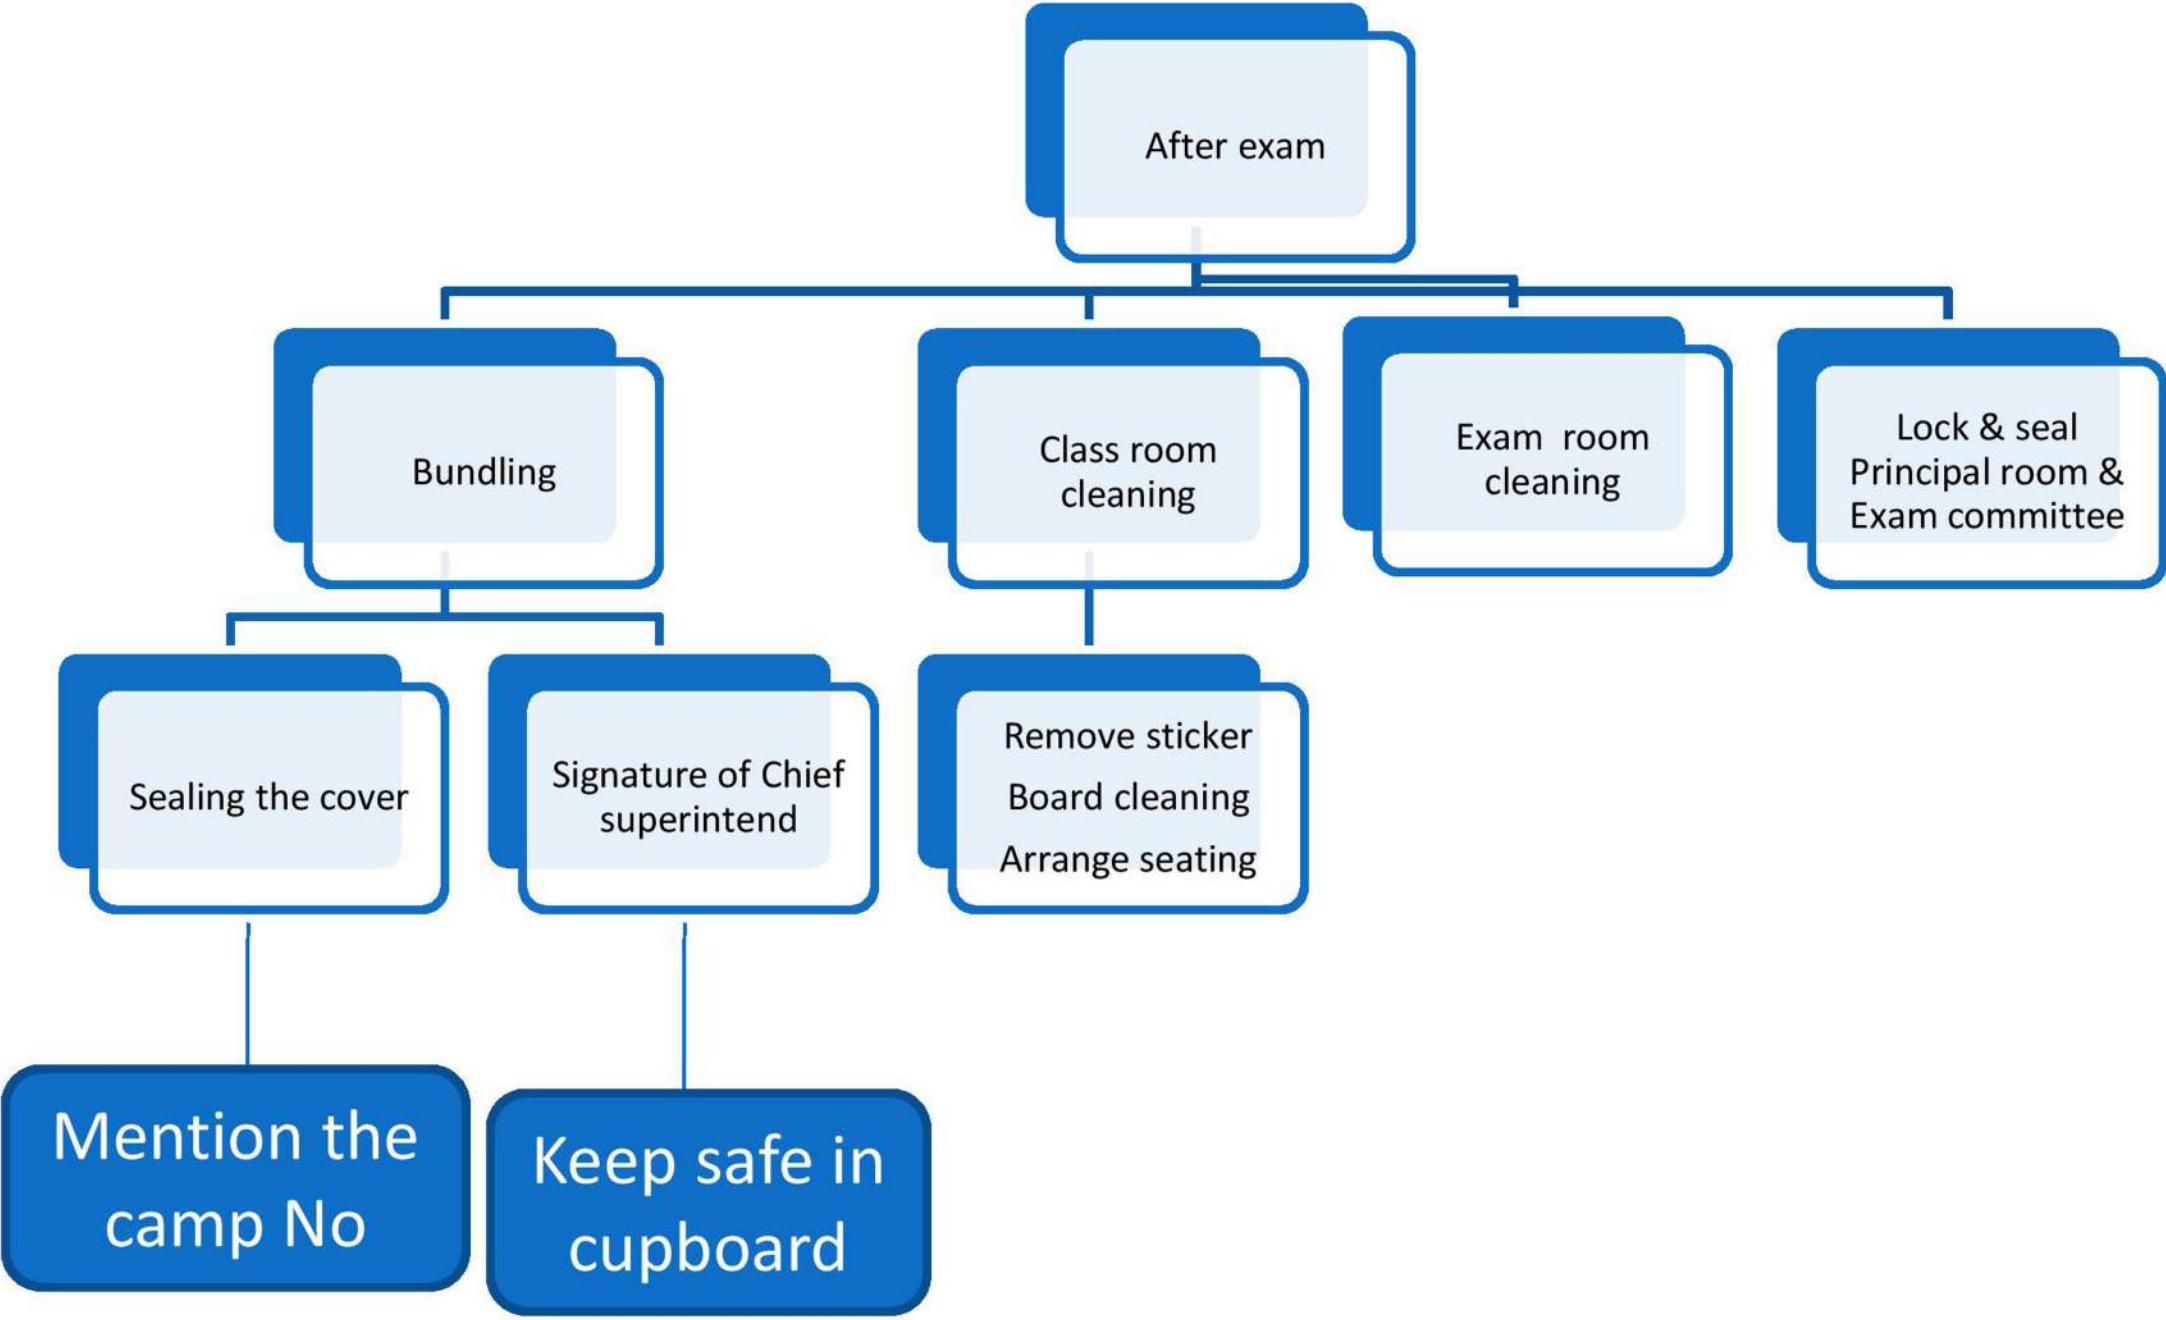 After exam
Bundling
Class room
cleaning
Exam room
cleaning
Lock & seal
Principal room &
Exam committee
Sealing the cover
Signature of Chief
superintend
Remove sticker
Board cleaning
Arrange seating
Mention the
camp No
Keep safe in
cupboard